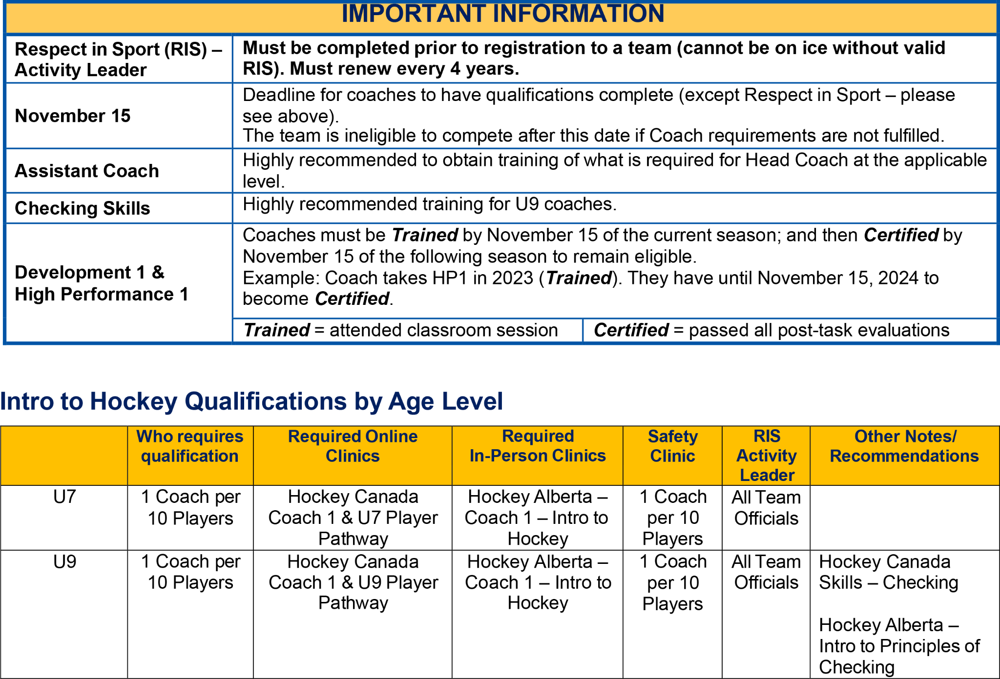 IMPORTANT INFORMATION
Respect in Sport (RIS) –
Activity Leader
Must be completed prior to registration to a team (cannot be on ice without valid
RIS). Must renew every 4 years.
November 15
Deadline for coaches to have qualifications complete (except Respect in Sport – please
see above).
The team is ineligible to compete after this date if Coach requirements are not fulfilled.
Assistant Coach
Highly recommended to obtain training of what is required for Head Coach at the applicable
level.
Checking Skills
Highly recommended training for U9 coaches.
Development 1 &
High Performance 1
Coaches must be Trained by November 15 of the current season; and then Certified by
November 15 of the following season to remain eligible.
Example: Coach takes HP1 in 2023 (Trained). They have until November 15, 2024 to
become Certified.
Trained = attended classroom session
Certified = passed all post-task evaluations
Intro to Hockey Qualifications by Age Level
Who requires
qualification
Required Online
Clinics
Required
In-Person Clinics
Safety
Clinic
RIS
Activity
Leader
Other Notes/
Recommendations
U7
1 Coach per
10 Players
Hockey Canada
Coach 1 & U7 Player
Pathway
Hockey Alberta –
Coach 1 – Intro to
Hockey
1 Coach
per 10
Players
All Team
Officials
U9
1 Coach per
10 Players
Hockey Canada
Coach 1 & U9 Player
Pathway
Hockey Alberta –
Coach 1 – Intro to
Hockey
1 Coach
per 10
Players
All Team
Officials
Hockey Canada
Skills – Checking
Hockey Alberta –
Intro to Principles of
Checking